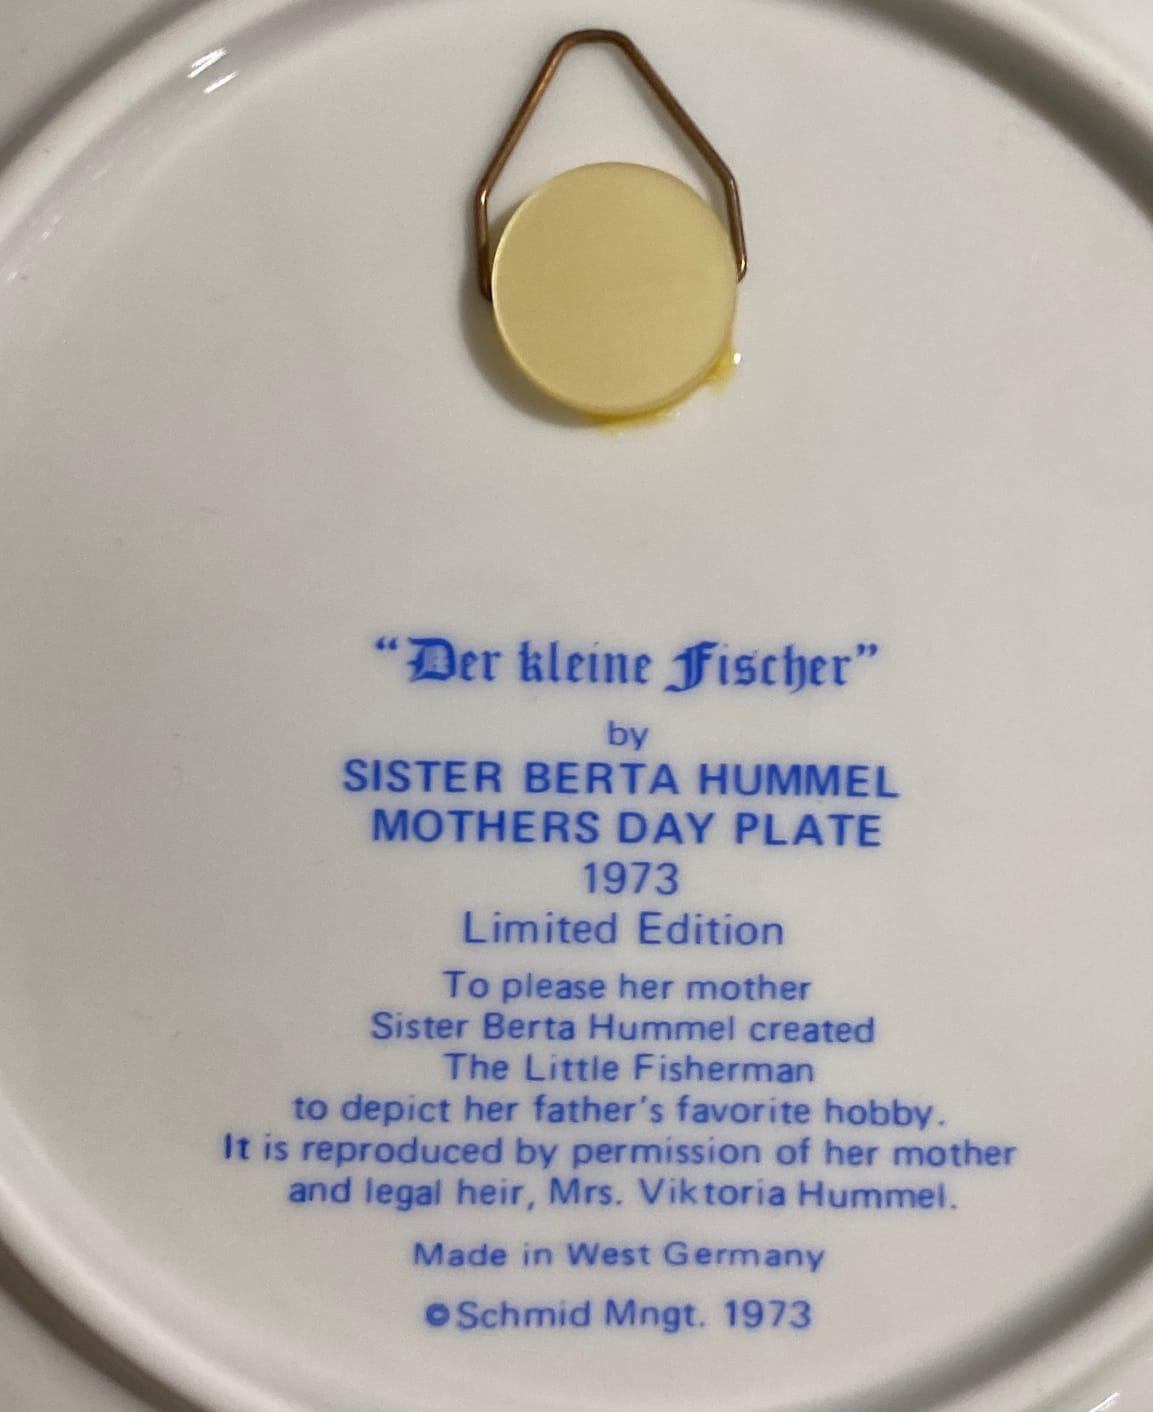 “Der kleine Fischer”
by
SISTER BERTA HUMMEL
MOTHERS DAY PLATE
1973
Limited Edition
To please her mother
Sister Berta Hummel created
The Little Fisherman
to depict her father's favorite hobby.
It is reproduced by permission of her mother
and legal heir, Mrs. Viktoria Hummel.
Made in West Germany
©Schmid Mngt. 1973